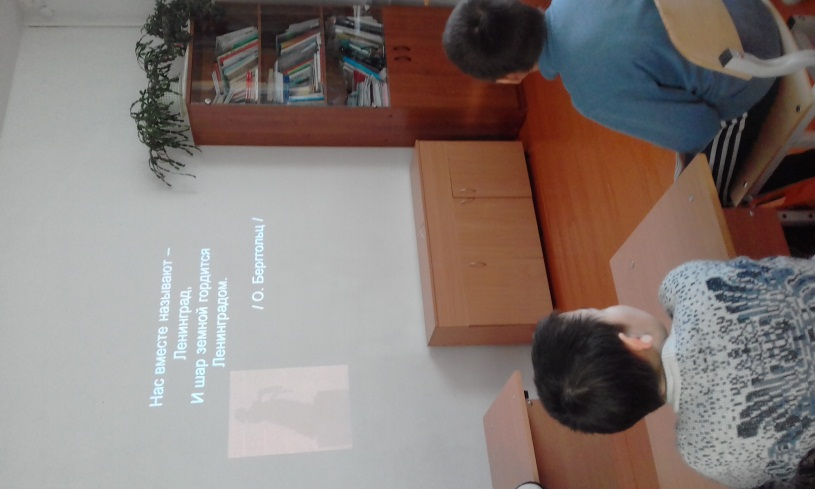 Нас вместе называют –
Ленинград,
И шар земной гордится
Ленинградом.
/ О. Берггольц /